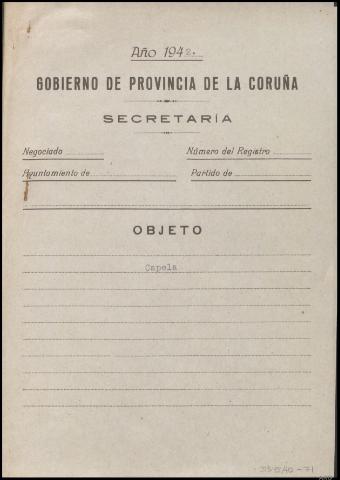 Año 1942.
GOBIERNO DE PROVINCIA DE LA CORUÑA
SECRETARÍA
Negociado Número del Registro
Ayuntamiento de Partido de
OBJETO
Capela